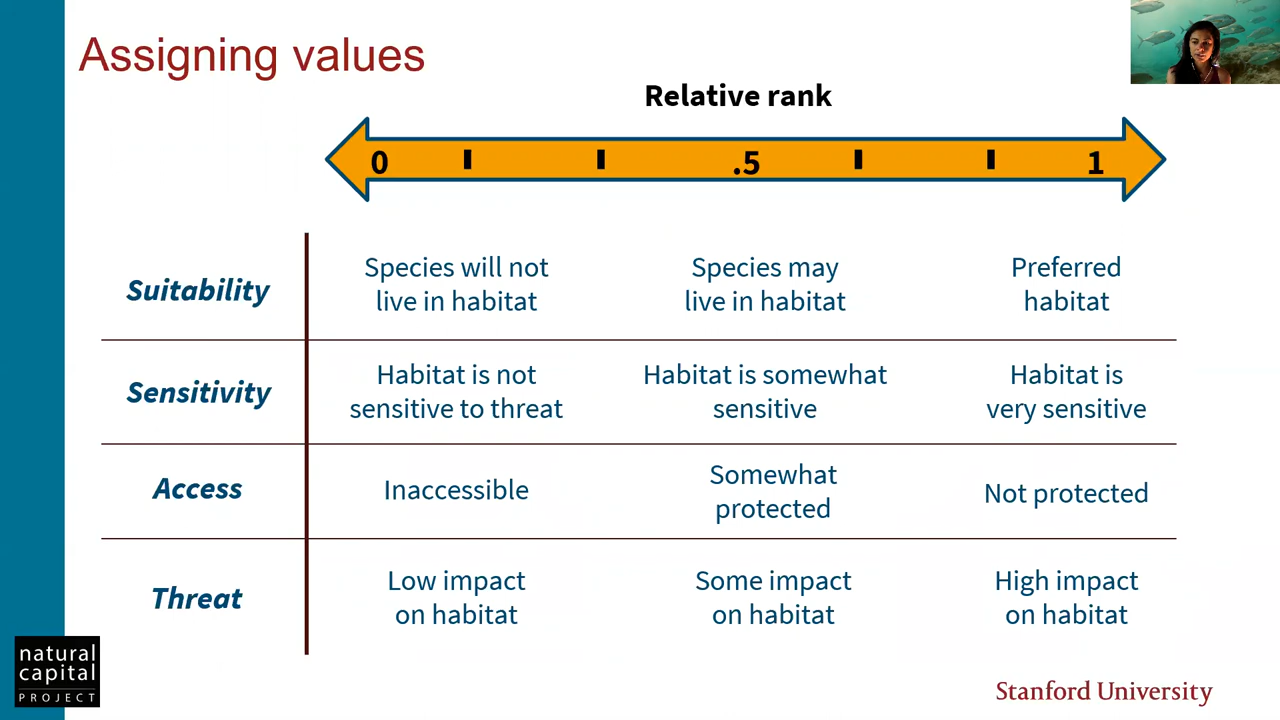 Assigning values
Relative rank
0 .5 1
Suitability
Species will not
live in habitat
Species may
live in habitat
Preferred
habitat
Sensitivity
Habitat is not
sensitive to threat
Habitat is somewhat
sensitive
Habitat is
very sensitive
Access
Inaccessible
Somewhat
protected
Not protected
Threat
Low impact
on habitat
Some impact
on habitat
High impact
on habitat
natural
capital
PROJECT
Stanford University